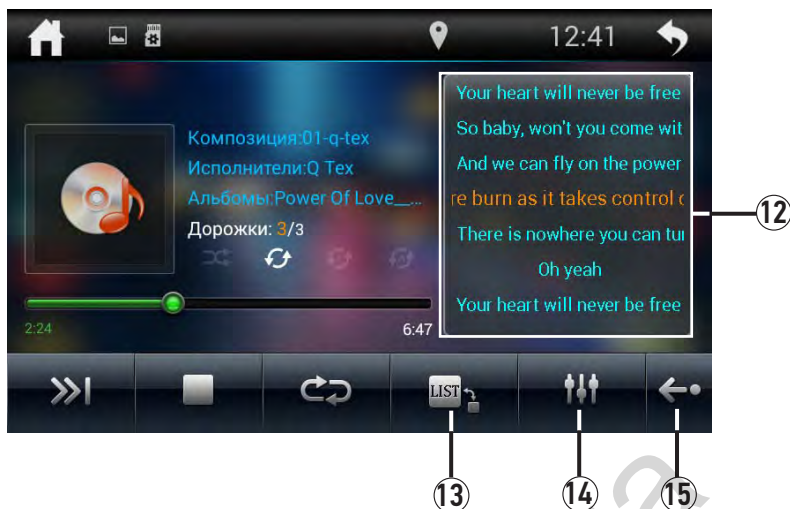 12:41
Композиция:01-q-tex
Исполнители:Q Tex
Альбомы:Power Of Love__...
Дорожки: 3/3
2:24
6:47
Your heart will never be free
So baby, won't you come wit
And we can fly on the power
re burn as it takes control
There is nowhere you can tur
Oh yeah
Your heart will never be free
12
LIST
13
14
15